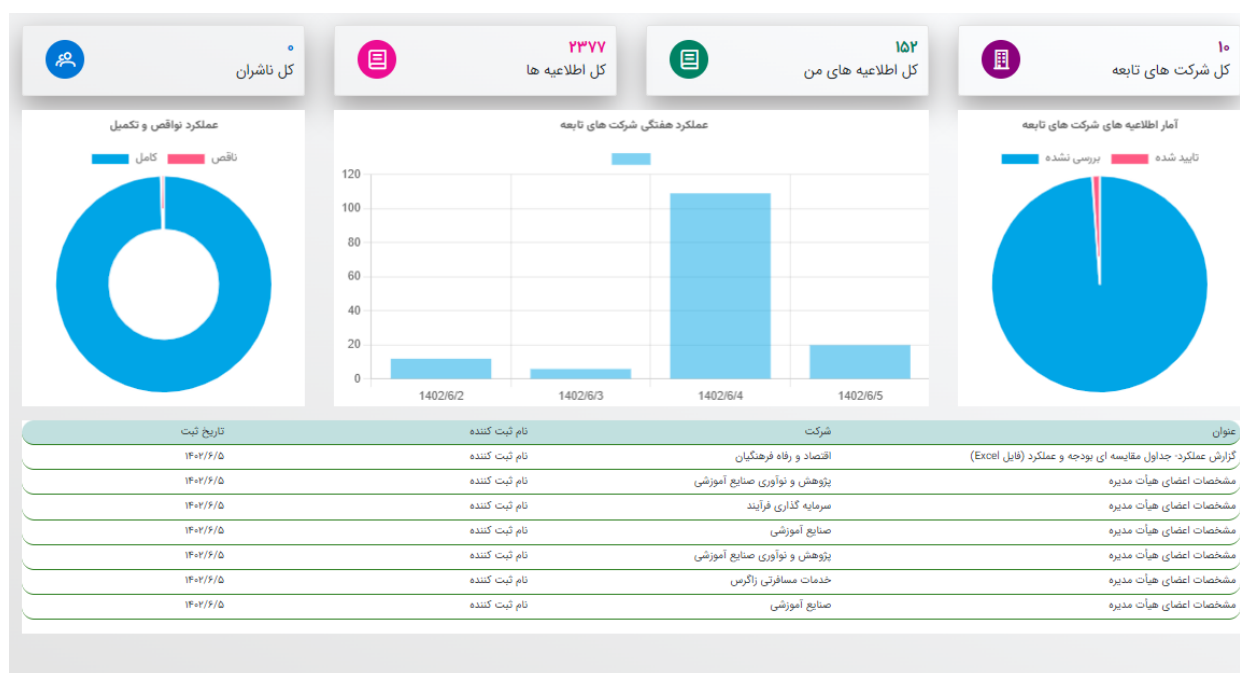 ۱۰
کل شرکت های تابعه
۱۵۲
کل اطلاعیه های من
۲۳۷۷
کل اطلاعیه ها
۰
کل ناشران
آمار اطلاعیه های شرکت های تابعه
تایید شده بررسی نشده
عملکرد هفتگی شرکت های تابعه
120
100
80
60
40
20
0
1402/6/2 1402/6/3 1402/6/4 1402/6/5
عملکرد نواقص و تکمیل
ناقص کامل
عنوان شرکت نام ثبت کننده تاریخ ثبت
گزارش عملکرد- جداول مقایسه ای بودجه و عملکرد (فایل Excel) اقتصاد و رفاه فرهنگیان نام ثبت کننده ۱۴۰۲/۶/۵
مشخصات اعضای هیأت مدیره پژوهش و نوآوری صنایع آموزشی نام ثبت کننده ۱۴۰۲/۶/۵
مشخصات اعضای هیأت مدیره سرمایه گذاری فرآیند نام ثبت کننده ۱۴۰۲/۶/۵
مشخصات اعضای هیأت مدیره صنایع آموزشی نام ثبت کننده ۱۴۰۲/۶/۵
مشخصات اعضای هیأت مدیره پژوهش و نوآوری صنایع آموزشی نام ثبت کننده ۱۴۰۲/۶/۵
مشخصات اعضای هیأت مدیره خدمات مسافرتی زاگرس نام ثبت کننده ۱۴۰۲/۶/۵
مشخصات اعضای هیأت مدیره صنایع آموزشی نام ثبت کننده ۱۴۰۲/۶/۵